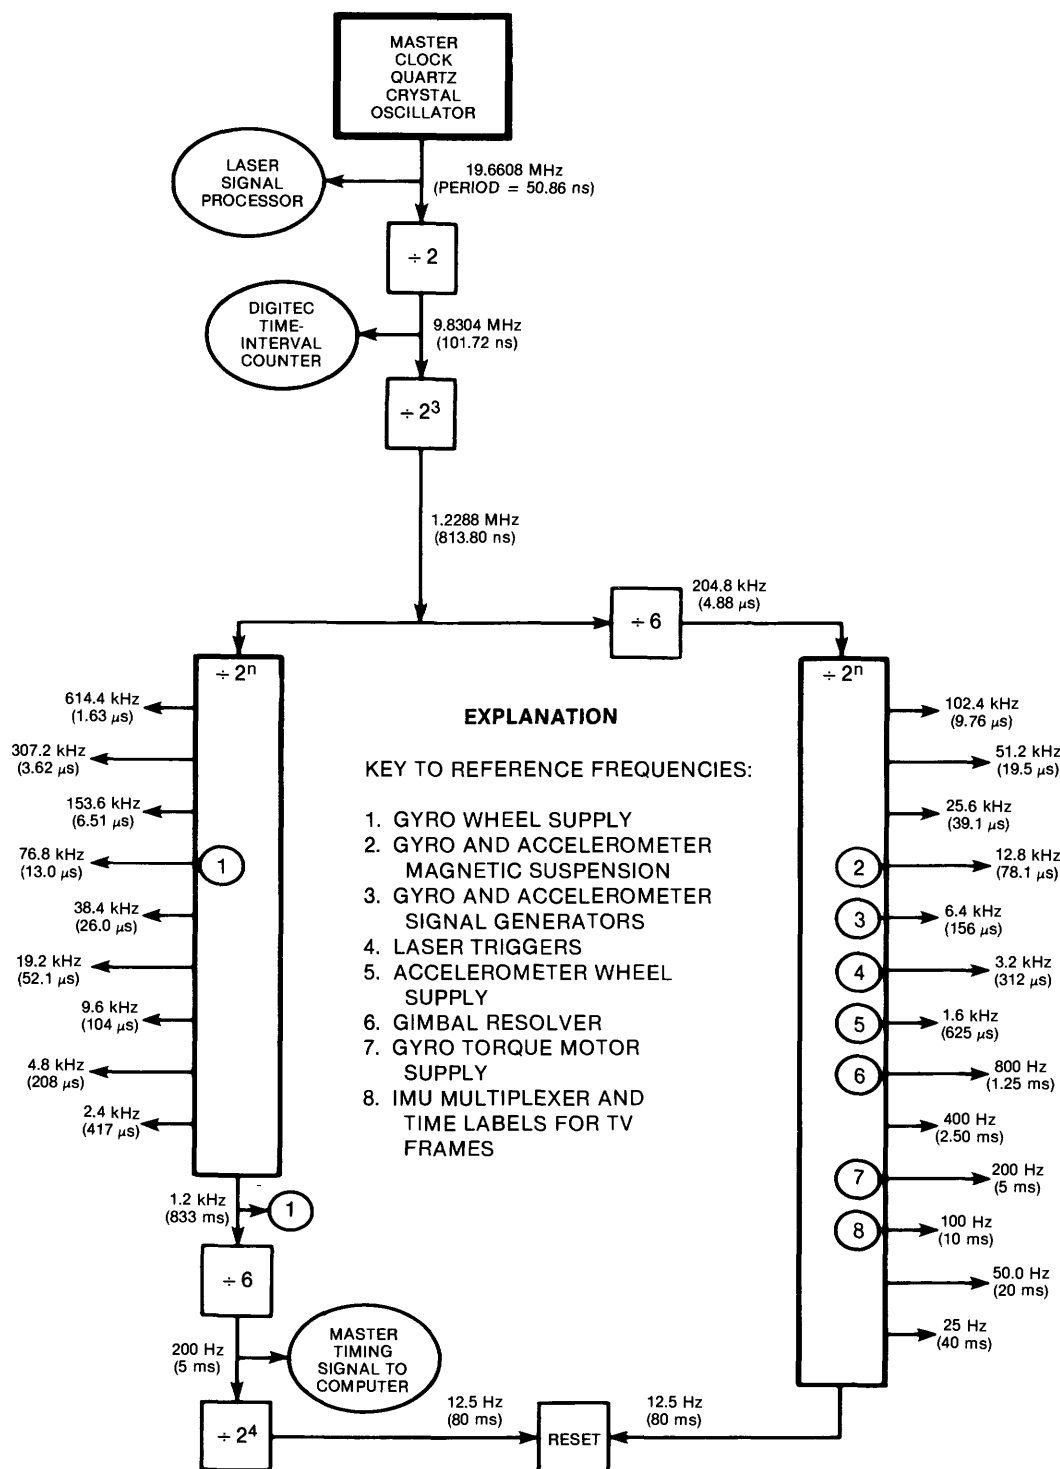 MASTER
CLOCK
QUARTZ
CRYSTAL
OSCILLATOR
LASER
SIGNAL
PROCESSOR
19.6608 MHz
(PERIOD = 50.86 ns)
÷ 2
DIGITEC
TIME-
INTERVAL
COUNTER
9.8304 MHz
(101.72 ns)
÷ 2³
1.2288 MHz
(813.80 ns)
÷ 6
204.8 kHz
(4.88 μs)
÷ 2ⁿ
614.4 kHz
(1.63 μs)
307.2 kHz
(3.62 μs)
153.6 kHz
(6.51 μs)
76.8 kHz
(13.0 μs)
1
38.4 kHz
(26.0 μs)
19.2 kHz
(52.1 μs)
9.6 kHz
(104 μs)
4.8 kHz
(208 μs)
2.4 kHz
(417 μs)
EXPLANATION
KEY TO REFERENCE FREQUENCIES:
1. GYRO WHEEL SUPPLY
2. GYRO AND ACCELEROMETER
MAGNETIC SUSPENSION
3. GYRO AND ACCELEROMETER
SIGNAL GENERATORS
4. LASER TRIGGERS
5. ACCELEROMETER WHEEL
SUPPLY
6. GIMBAL RESOLVER
7. GYRO TORQUE MOTOR
SUPPLY
8. IMU MULTIPLEXER AND
TIME LABELS FOR TV
FRAMES
÷ 2ⁿ
102.4 kHz
(9.76 μs)
51.2 kHz
(19.5 μs)
25.6 kHz
(39.1 μs)
2
12.8 kHz
(78.1 μs)
3
6.4 kHz
(156 μs)
4
3.2 kHz
(312 μs)
5
1.6 kHz
(625 μs)
6
800 Hz
(1.25 ms)
400 Hz
(2.50 ms)
7
200 Hz
(5 ms)
8
100 Hz
(10 ms)
50.0 Hz
(20 ms)
25 Hz
(40 ms)
1.2 kHz
(833 ms)
1
÷ 6
200 Hz
(5 ms)
MASTER
TIMING
SIGNAL TO
COMPUTER
÷ 2⁴
12.5 Hz
(80 ms)
RESET
12.5 Hz
(80 ms)